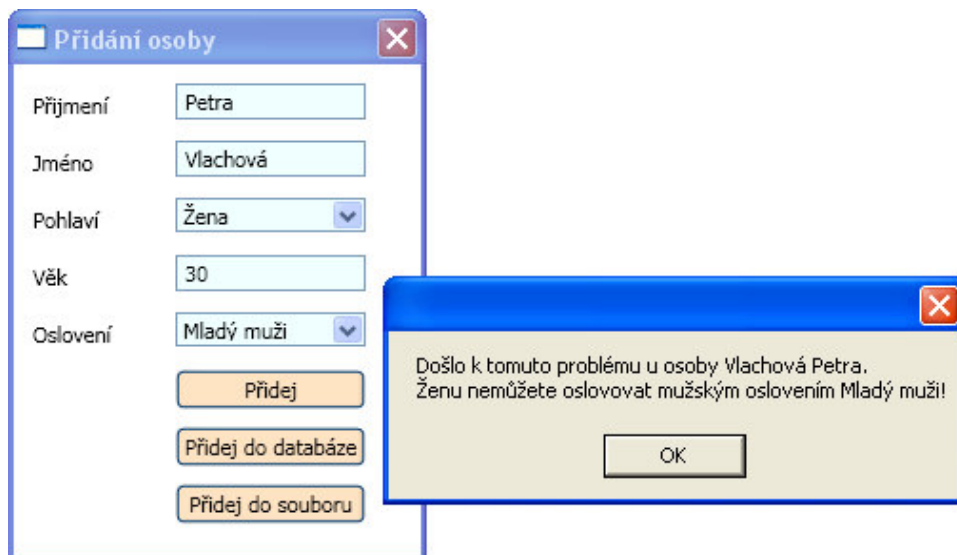 Přidání osoby
Přijmení Petra
Jméno Vlachová
Pohlaví Žena
Věk 30
Oslovení Mladý muži
Přidej
Přidej do databáze
Přidej do souboru
Došlo k tomuto problému u osoby Vlachová Petra.
Ženu nemůžete oslovovat mužským oslovením Mladý muži!
OK